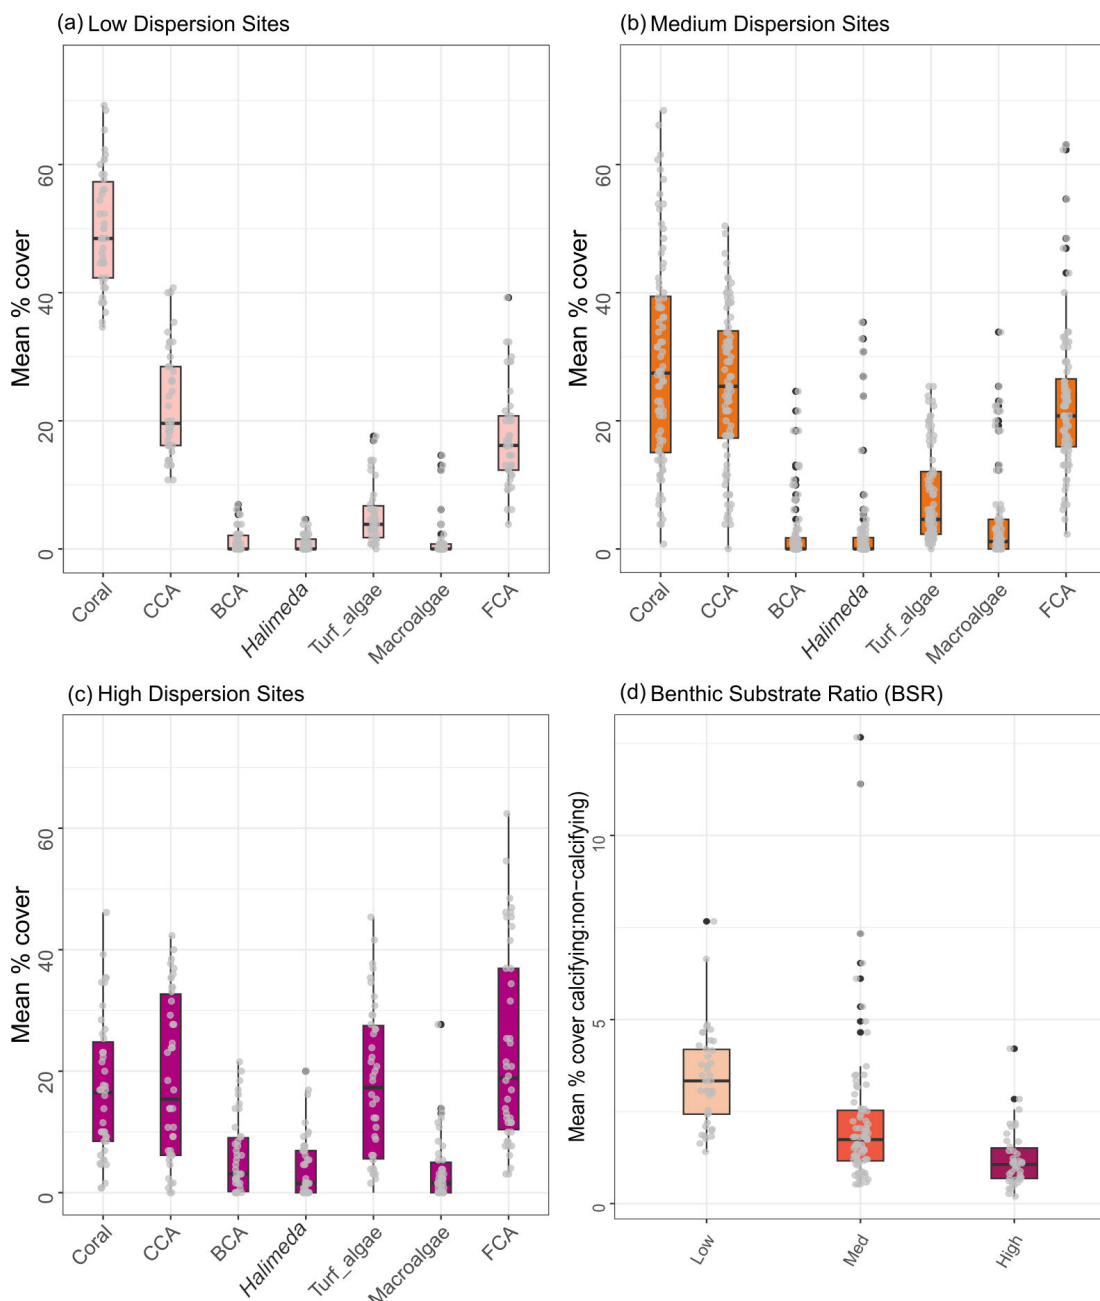 (a) Low Dispersion Sites
Mean % cover
60
40
20
0
Coral
CCA
BCA
Halimeda
Turf_algae
Macroalgae
FCA
(b) Medium Dispersion Sites
Mean % cover
60
40
20
0
Coral
CCA
BCA
Halimeda
Turf_algae
Macroalgae
FCA
(c) High Dispersion Sites
Mean % cover
60
40
20
0
Coral
CCA
BCA
Halimeda
Turf_algae
Macroalgae
FCA
(d) Benthic Substrate Ratio (BSR)
Mean % cover calcifying:non−calcifying)
10
5
0
Low
Med
High